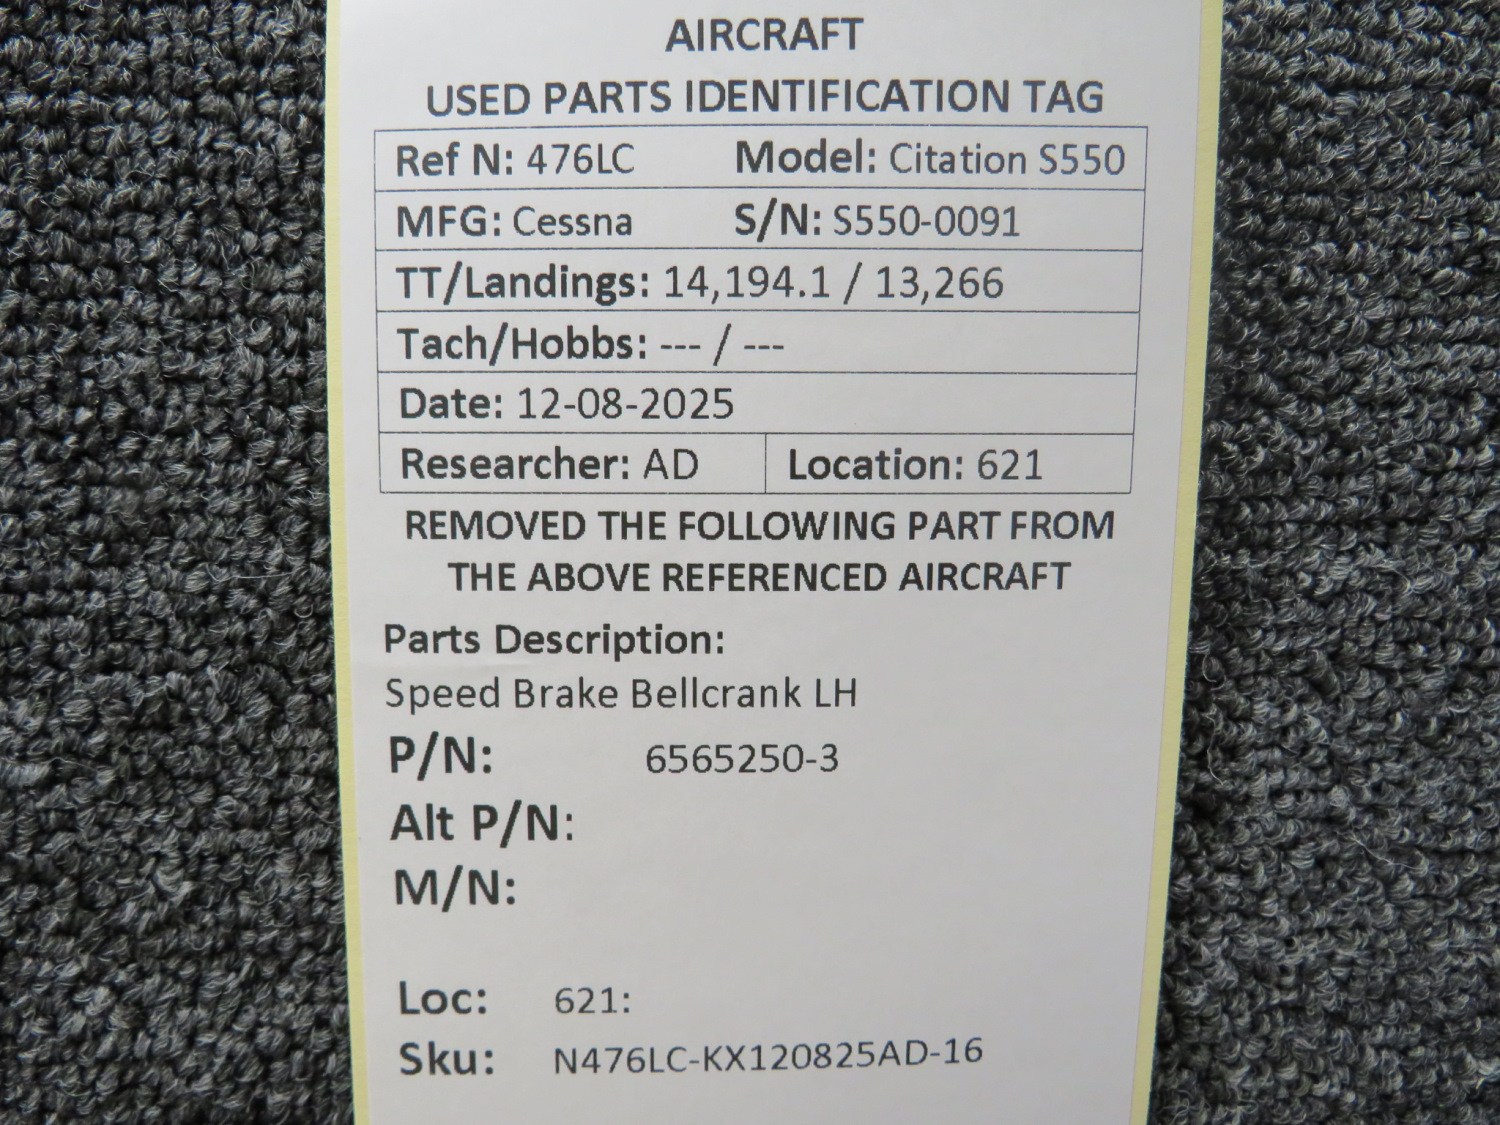 AIRCRAFT
USED PARTS IDENTIFICATION TAG
Ref N: 476LC Model: Citation S550
MFG: Cessna S/N: S550-0091
TT/Landings: 14,194.1 / 13,266
Tach/Hobbs: --- / ---
Date: 12-08-2025
Researcher: AD Location: 621
REMOVED THE FOLLOWING PART FROM
THE ABOVE REFERENCED AIRCRAFT
Parts Description:
Speed Brake Bellcrank LH
P/N: 6565250-3
Alt P/N:
M/N:
Loc: 621:
Sku: N476LC-KX120825AD-16